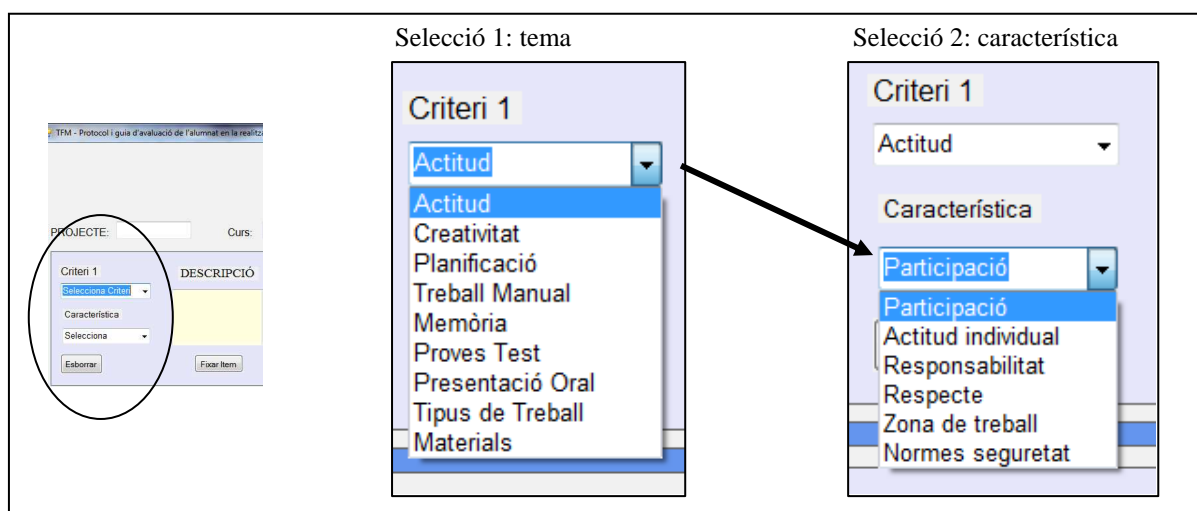 Selecció 1: tema
Selecció 2: característica
TFM - Protocol i guia d'avaluació de l'alumnat en la realitza
PROJECTE:
Curs:
Criteri 1
DESCRIPCIÓ
Selecciona Criteri
Característica
Selecciona
Esborrar
Fixar Item
Criteri 1
Actitud
Actitud
Creativitat
Planificació
Treball Manual
Memòria
Proves Test
Presentació Oral
Tipus de Treball
Materials
Criteri 1
Actitud
Característica
Participació
Participació
Actitud individual
Responsabilitat
Respecte
Zona de treball
Normes seguretat